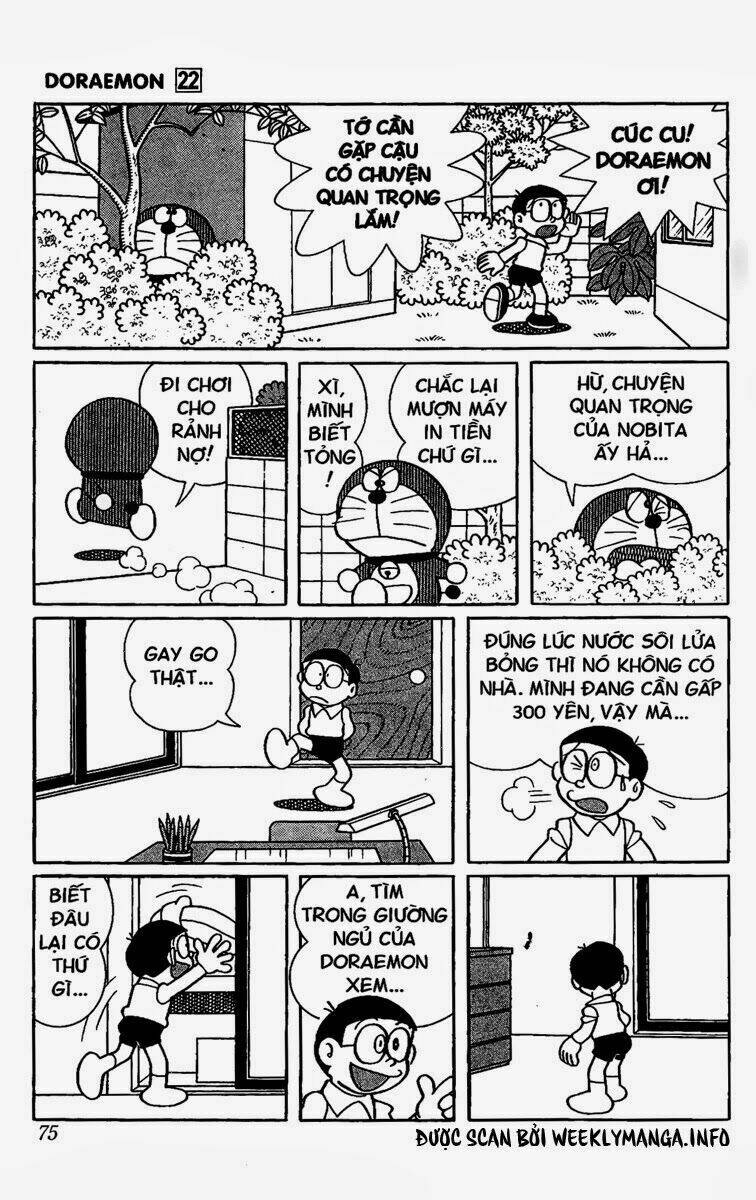 DORAEMON 22
CÚC CU!
DORAEMON
ƠI!
TỚ CẦN
GẶP CẬU
CÓ CHUYỆN
QUAN TRỌNG
LẮM!
HỪ, CHUYỆN
QUAN TRỌNG
CỦA NOBITA
ẤY HẢ...
CHẮC LẠI
MƯỢN MÁY
IN TIỀN
CHỨ GÌ...
XÌ,
MÌNH
BIẾT
TỎNG
!
ĐI CHƠI
CHO
RẢNH
NỢ!
ĐÚNG LÚC NƯỚC SÔI LỬA
BỎNG THÌ NÓ KHÔNG CÓ
NHÀ. MÌNH ĐANG CẦN GẤP
300 YÊN, VẬY MÀ...
GAY GO
THẬT...
A, TÌM
TRONG GIƯỜNG
NGỦ CỦA
DORAEMON
XEM...
BIẾT
ĐÂU
LẠI CÓ
THỨ
GÌ...
75
ĐƯỢC SCAN BỞI WEEKLYMANGA.INFO